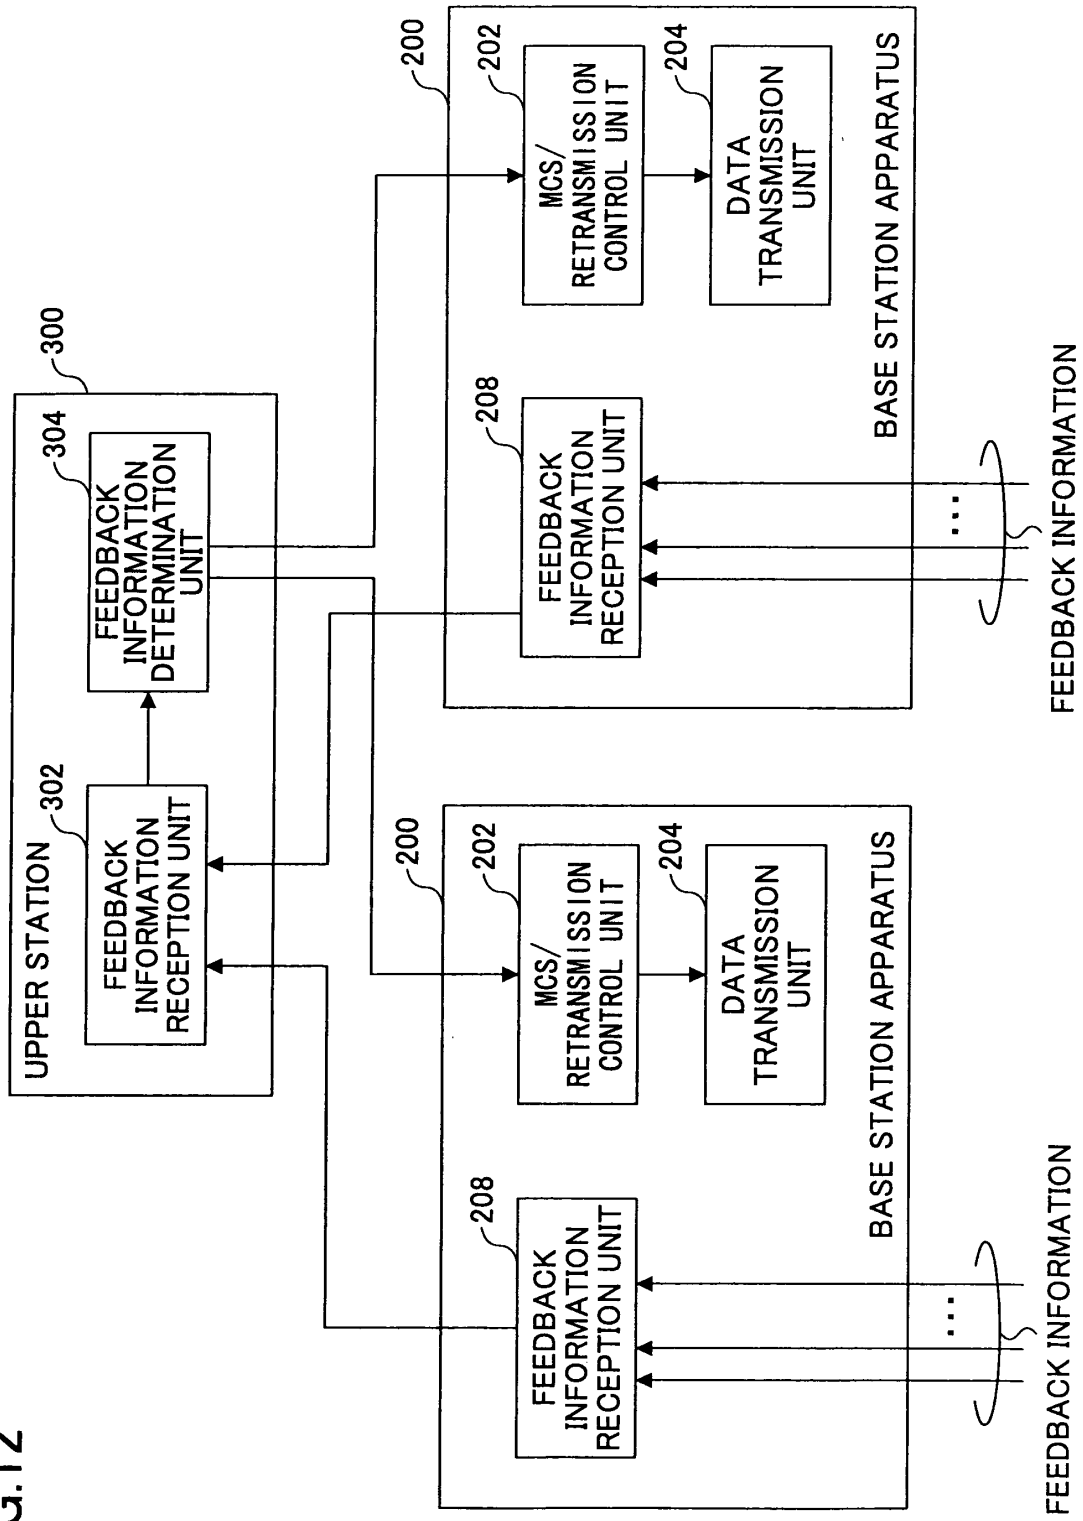 UPPER STATION
300
302
FEEDBACK
INFORMATION
RECEPTION UNIT
304
FEEDBACK
INFORMATION
DETERMINATION
UNIT
200
208
FEEDBACK
INFORMATION
RECEPTION UNIT
202
MCS/
RETRANSMISSION
CONTROL UNIT
204
DATA
TRANSMISSION
UNIT
BASE STATION APPARATUS
...
FEEDBACK INFORMATION
200
208
FEEDBACK
INFORMATION
RECEPTION UNIT
202
MCS/
RETRANSMISSION
CONTROL UNIT
204
DATA
TRANSMISSION
UNIT
BASE STATION APPARATUS
...
FEEDBACK INFORMATION